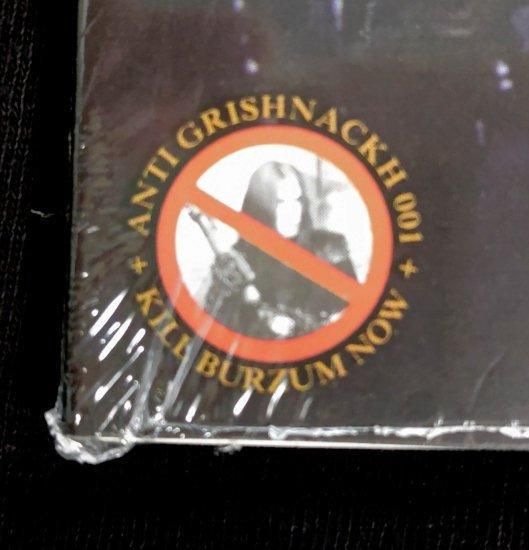 ANTI GRISHNACKH 001
+ KILL BURZUM NOW +